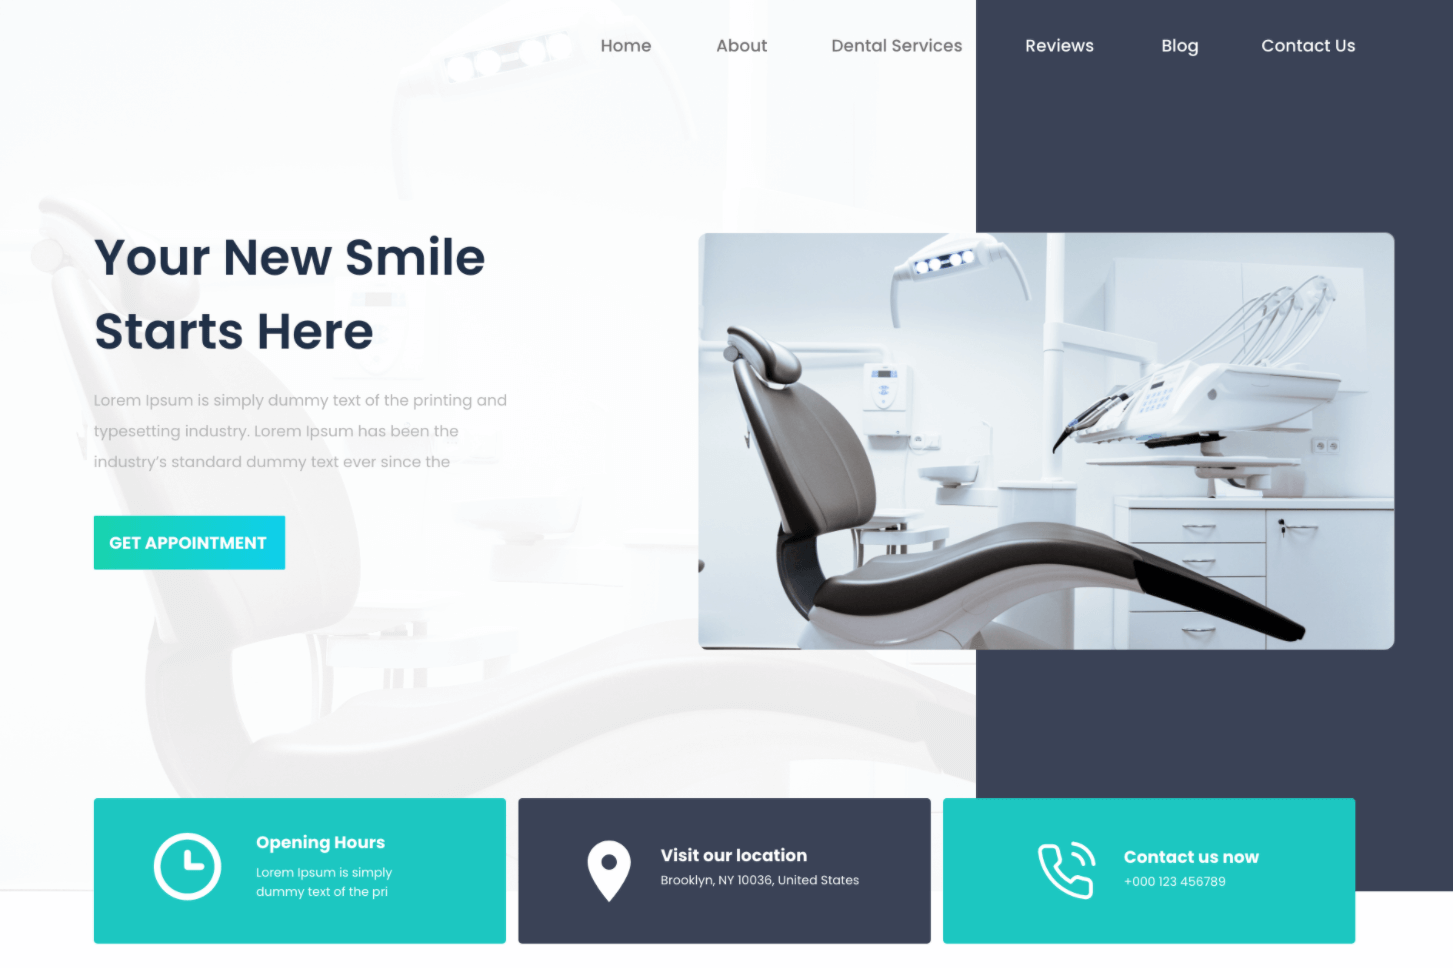 Home About Dental Services Reviews Blog Contact Us
Your New Smile
Starts Here
Lorem Ipsum is simply dummy text of the printing and
typesetting industry. Lorem Ipsum has been the
industry’s standard dummy text ever since the
GET APPOINTMENT
Opening Hours
Lorem Ipsum is simply
dummy text of the pri
Visit our location
Brooklyn, NY 10036, United States
Contact us now
+000 123 456789